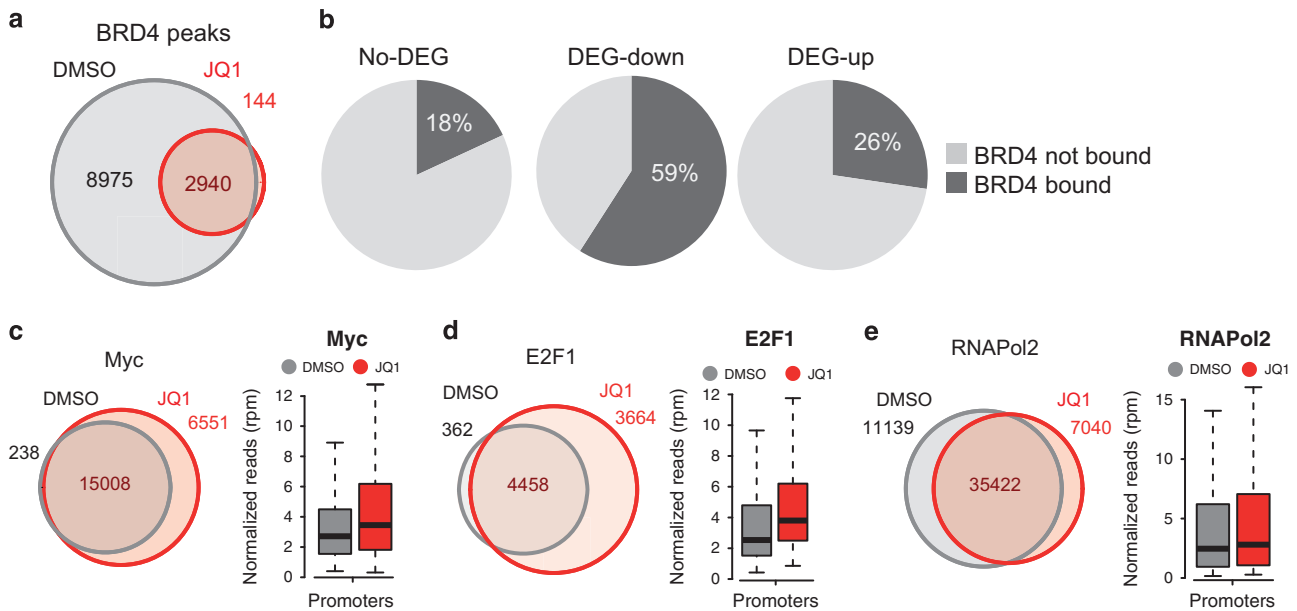 a
BRD4 peaks
DMSO
JQ1
144
8975
2940
b
No-DEG
DEG-down
DEG-up
18%
59%
26%
BRD4 not bound
BRD4 bound
c
Myc
DMSO
JQ1
6551
238
15008
Myc
DMSO
JQ1
Normalized reads (rpm)
12
10
8
6
4
2
0
Promoters
d
E2F1
DMSO
JQ1
362
3664
4458
E2F1
DMSO
JQ1
Normalized reads (rpm)
12
10
8
6
4
2
0
Promoters
e
RNAPol2
DMSO
JQ1
11139
7040
35422
RNAPol2
DMSO
JQ1
Normalized reads (rpm)
15
10
5
0
Promoters